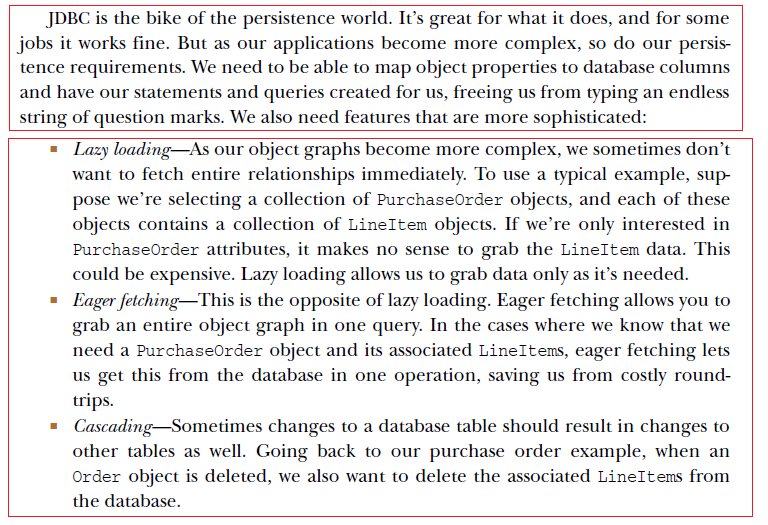 JDBC is the bike of the persistence world. It's great for what it does, and for some
jobs it works fine. But as our applications become more complex, so do our persis-
tence requirements. We need to be able to map object properties to database columns
and have our statements and queries created for us, freeing us from typing an endless
string of question marks. We also need features that are more sophisticated:
■ Lazy loading—As our object graphs become more complex, we sometimes don't
want to fetch entire relationships immediately. To use a typical example, sup-
pose we're selecting a collection of PurchaseOrder objects, and each of these
objects contains a collection of LineItem objects. If we're only interested in
PurchaseOrder attributes, it makes no sense to grab the LineItem data. This
could be expensive. Lazy loading allows us to grab data only as it's needed.
■ Eager fetching—This is the opposite of lazy loading. Eager fetching allows you to
grab an entire object graph in one query. In the cases where we know that we
need a PurchaseOrder object and its associated LineItems, eager fetching lets
us get this from the database in one operation, saving us from costly round-
trips.
■ Cascading—Sometimes changes to a database table should result in changes to
other tables as well. Going back to our purchase order example, when an
Order object is deleted, we also want to delete the associated LineItems from
the database.